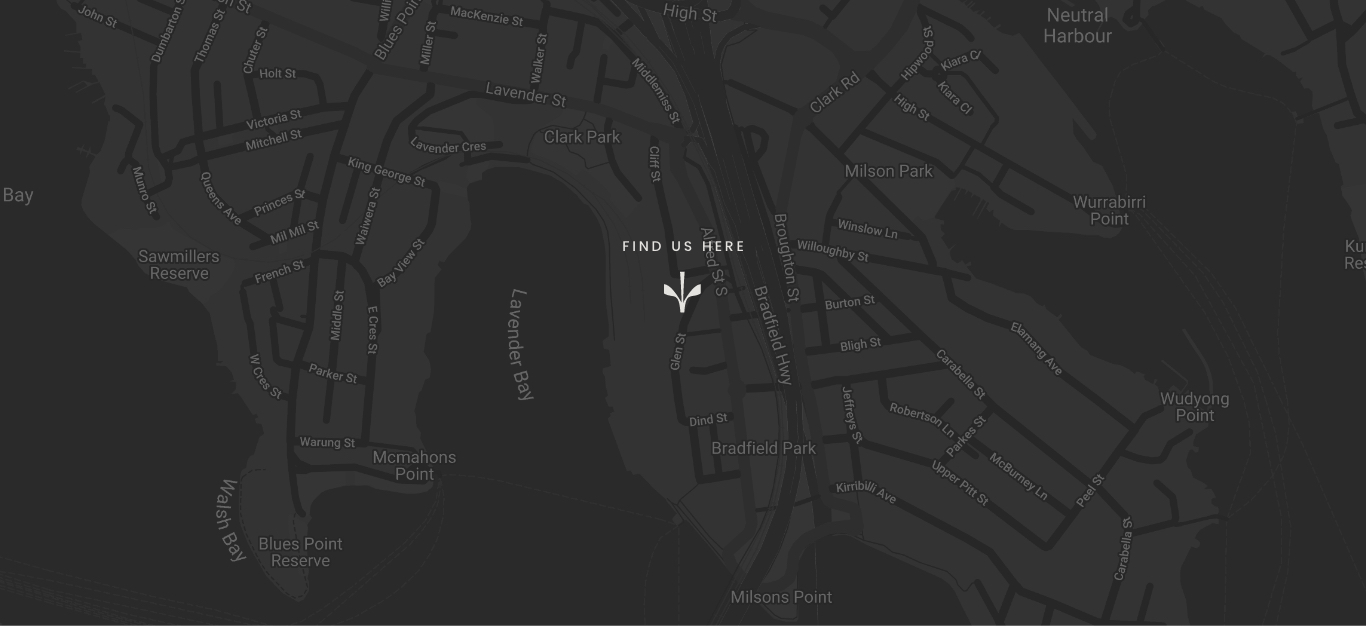 John St
Dumbarton S
Thomas St
n St
Chuter St
Willi
Blues Poin
Miller St
MacKenzie St
Walker St
High St
Neutral
Harbour
Holt St
Lavender St
Middlemiss St
Clark Rd
Hipwood St
Kiara Cl
Kiara Cl
High St
Victoria St
Mitchell St
Lavender Cres
Clark Park
Cliff St
Milson Park
Bay
Munro St
Queens Ave
King George St
Princes St
Waiwera St
Mil Mil St
Wurrabirri
Point
Winslow Ln
Willoughby St
Broughton St
FIND US HERE
Alfred St S
Sawmillers
Reserve
French St
Bay View St
Ku
Res
Middle St
E Cres St
Lavender Bay
Bradfield Hwy
Burton St
Glen St
Bligh St
Elamang Ave
Carabella St
W Cres St
Parker St
Wudyong
Point
Dind St
Jeffreys St
Robertson Ln
Parkes St
Bradfield Park
Warung St
Mcmahons
Point
Upper Pitt St
McBurney Ln
Peel St
Kirribilli Ave
Walsh Bay
Blues Point
Reserve
Carabella S
Milsons Point